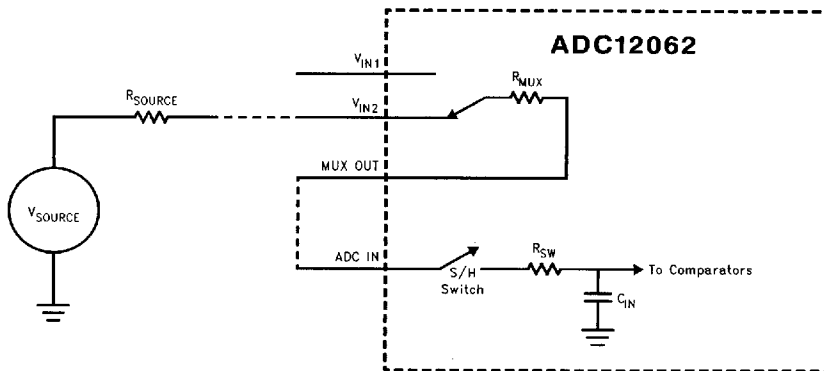 ADC12062
V_IN1
R_MUX
R_SOURCE
V_IN2
MUX OUT
V_SOURCE
ADC IN
S/H
Switch
R_SW
To Comparators
C_IN